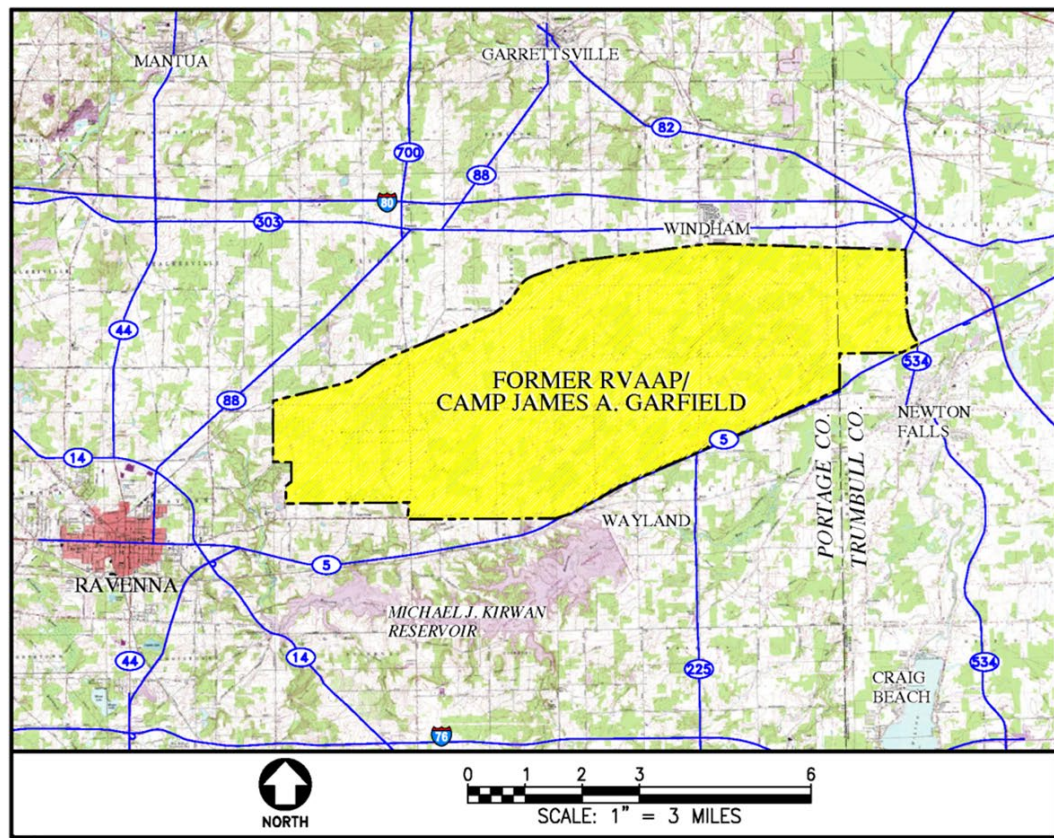 MANTUA
GARRETTSVILLE
82
700
88
80
303
WINDHAM
44
FORMER RVAAP/
CAMP JAMES A. GARFIELD
534
88
NEWTON
FALLS
5
14
PORTAGE CO.
TRUMBULL CO.
WAYLAND
5
RAVENNA
MICHAEL J. KIRWAN
RESERVOIR
44
14
225
534
CRAIG
BEACH
76
NORTH
0 1 2 3 6
SCALE: 1" = 3 MILES